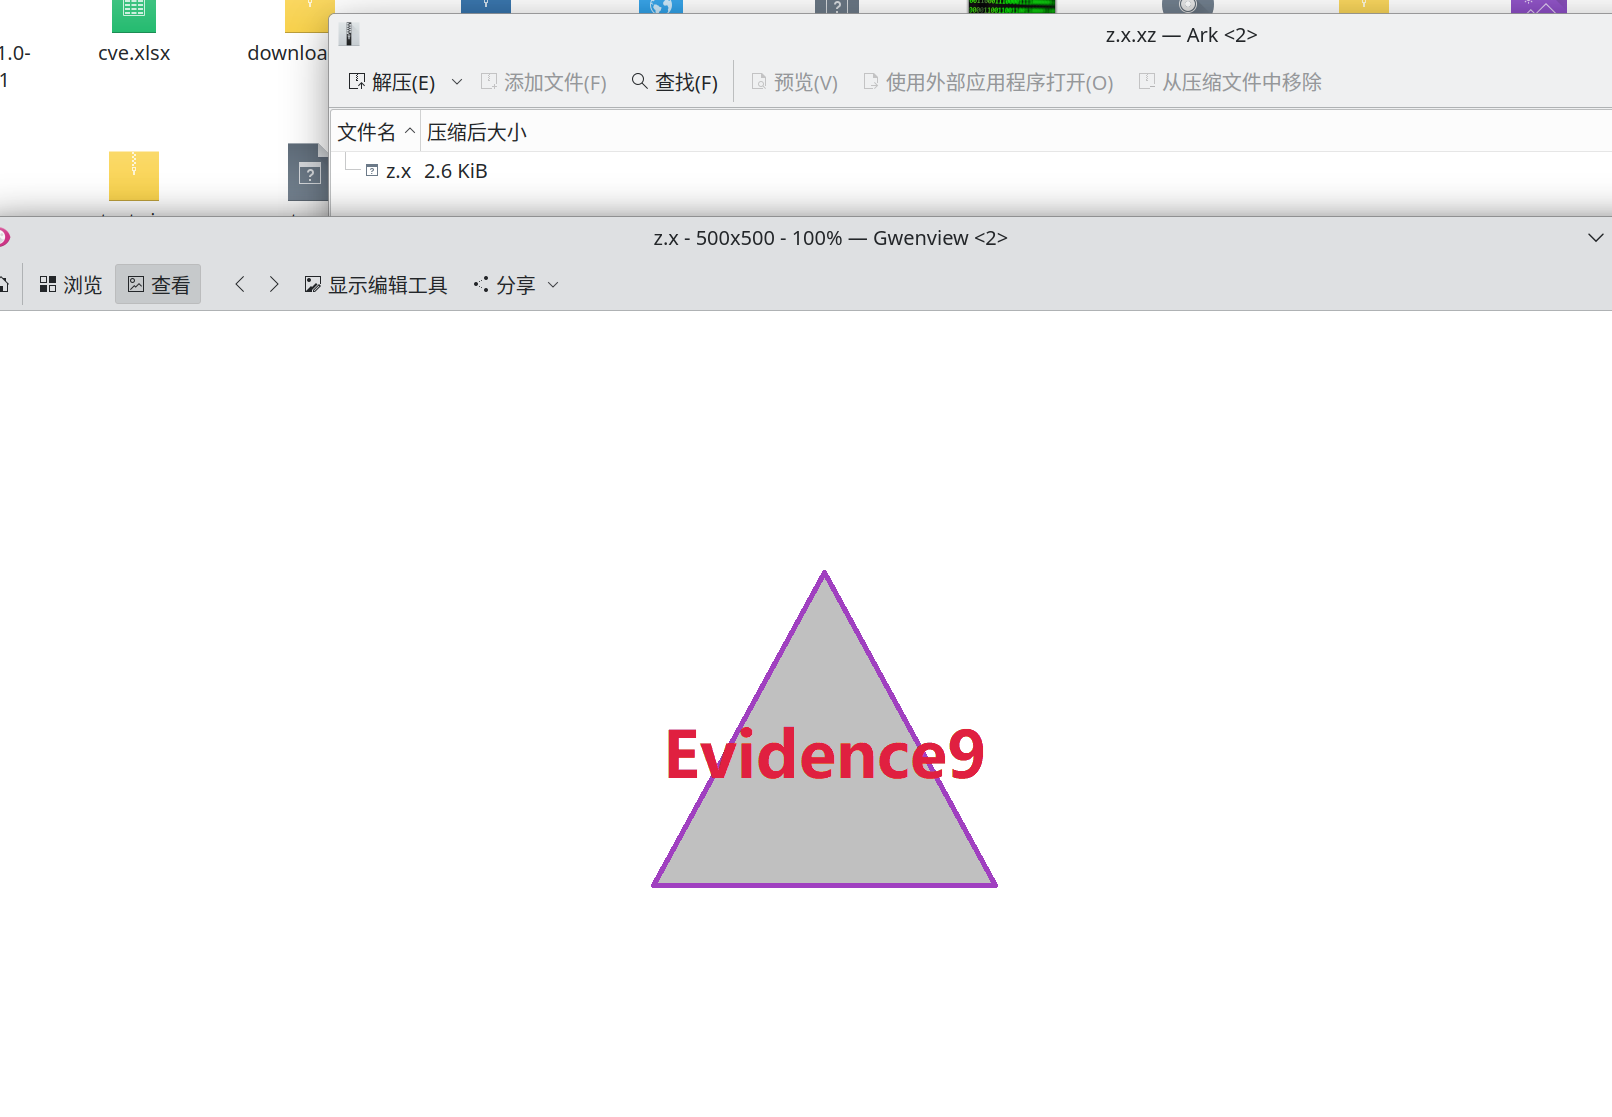 1.0-
1
cve.xlsx
downloa
z.x.xz — Ark <2>
解压(E)
添加文件(F)
查找(F)
预览(V)
使用外部应用程序打开(O)
从压缩文件中移除
文件名
压缩后大小
z.x
2.6 KiB
z.x - 500x500 - 100% — Gwenview <2>
浏览
查看
显示编辑工具
分享
Evidence9